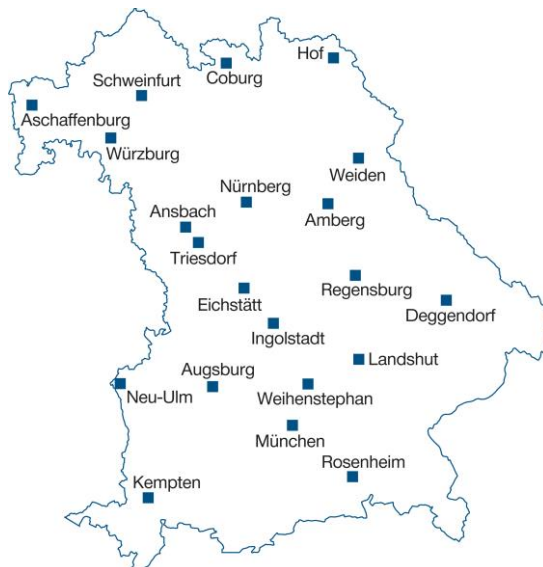 Hof
Coburg
Schweinfurt
Aschaffenburg
Würzburg
Weiden
Nürnberg
Amberg
Ansbach
Triesdorf
Regensburg
Eichstätt
Deggendorf
Ingolstadt
Landshut
Augsburg
Neu-Ulm
Weihenstephan
München
Rosenheim
Kempten